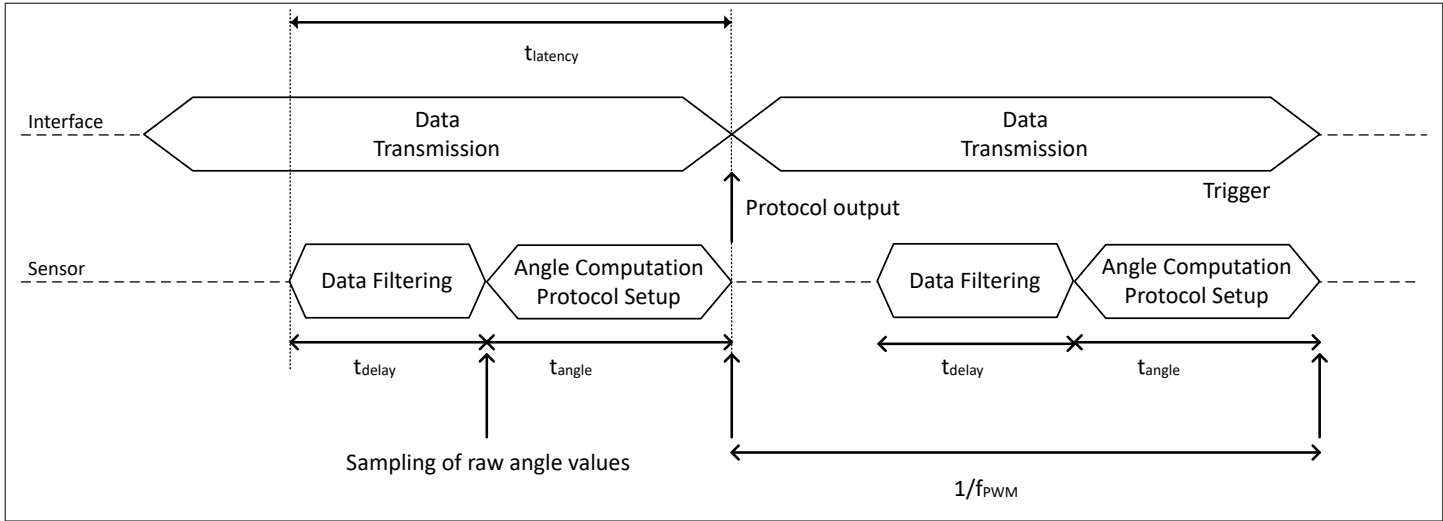 tlatency
Interface
Data
Transmission
Data
Transmission
Trigger
Protocol output
Sensor
Data Filtering
Angle Computation
Protocol Setup
Data Filtering
Angle Computation
Protocol Setup
tdelay
tangle
tdelay
tangle
Sampling of raw angle values
1/fPWM